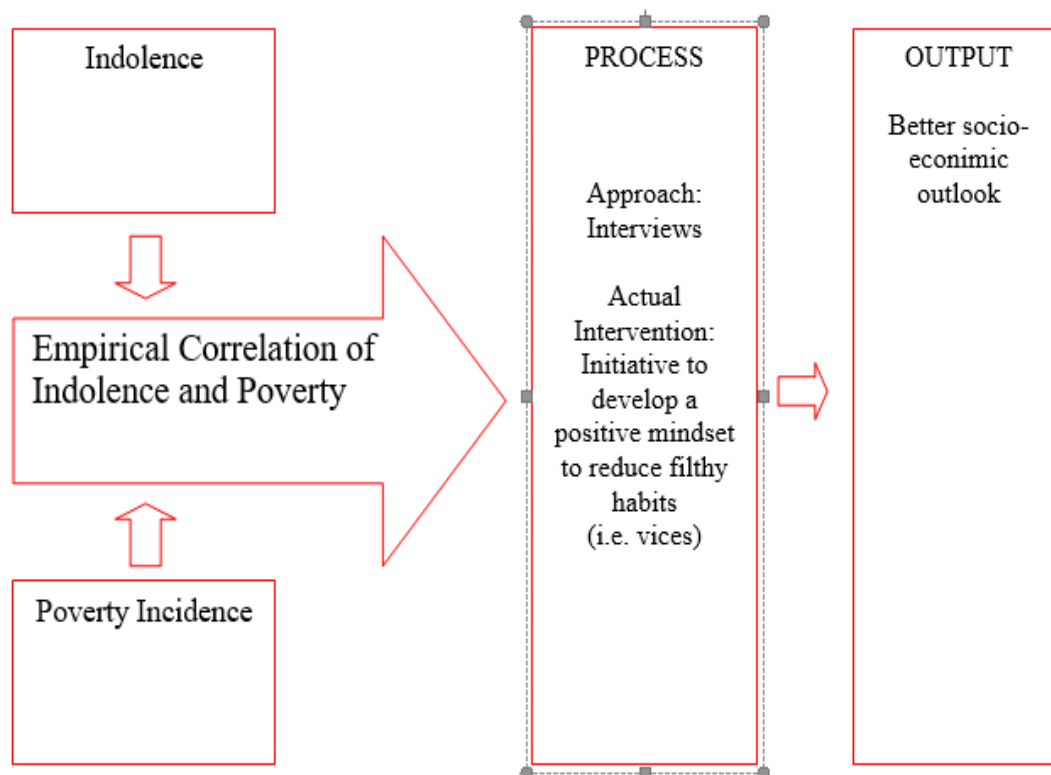 Indolence
Empirical Correlation of
Indolence and Poverty
Poverty Incidence
PROCESS
Approach:
Interviews
Actual
Intervention:
Initiative to
develop a
positive mindset
to reduce filthy
habits
(i.e. vices)
OUTPUT
Better socio-
econimic
outlook